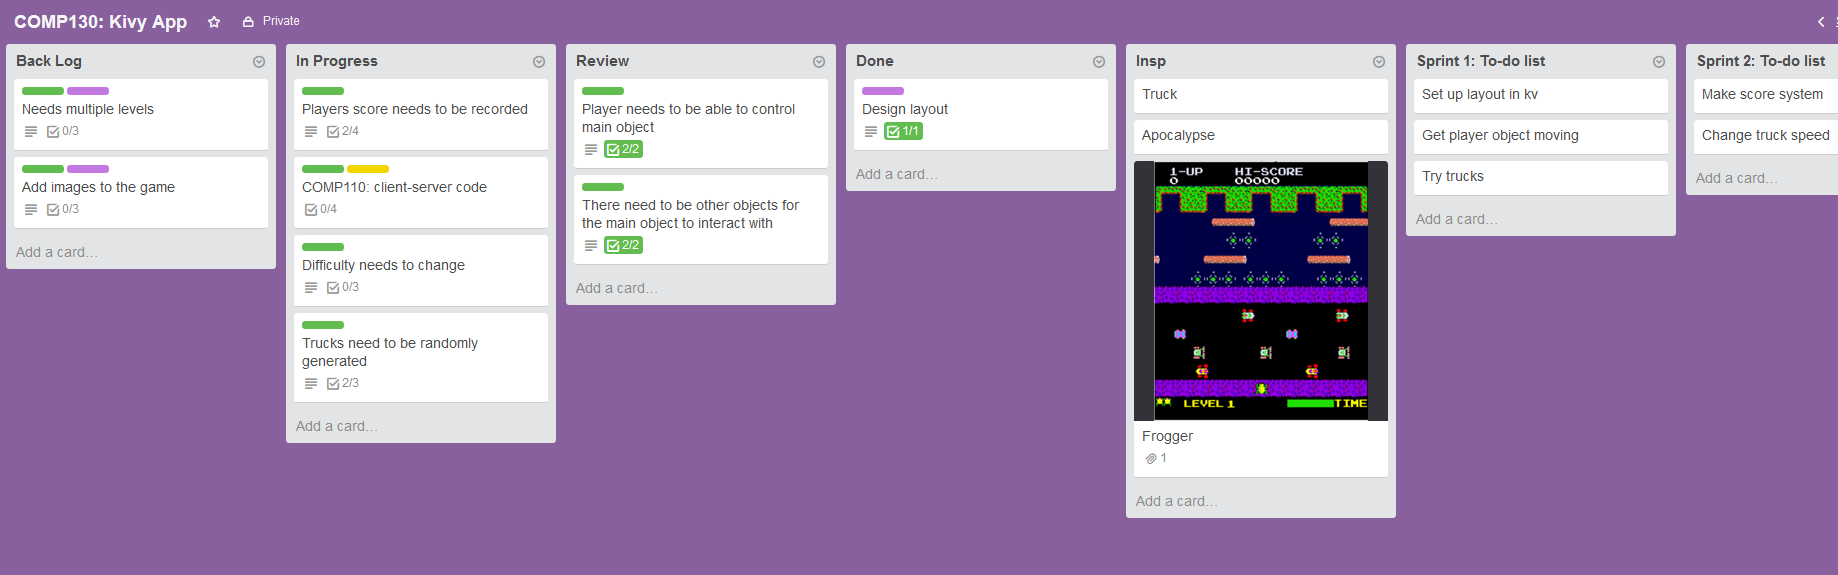 COMP130: Kivy App
Private
Back Log
Needs multiple levels
0/3
Add images to the game
0/3
Add a card...
In Progress
Players score needs to be recorded
2/4
COMP110: client-server code
0/4
Difficulty needs to change
0/3
Trucks need to be randomly
generated
2/3
Add a card...
Review
Player needs to be able to control
main object
2/2
There need to be other objects for
the main object to interact with
2/2
Add a card...
Done
Design layout
1/1
Add a card...
Insp
Truck
Apocalypse
1-UP HI-SCORE
0 00000
LEVEL 1 TIME
Frogger
1
Add a card...
Sprint 1: To-do list
Set up layout in kv
Get player object moving
Try trucks
Add a card...
Sprint 2: To-do list
Make score system
Change truck speed
Add a card...